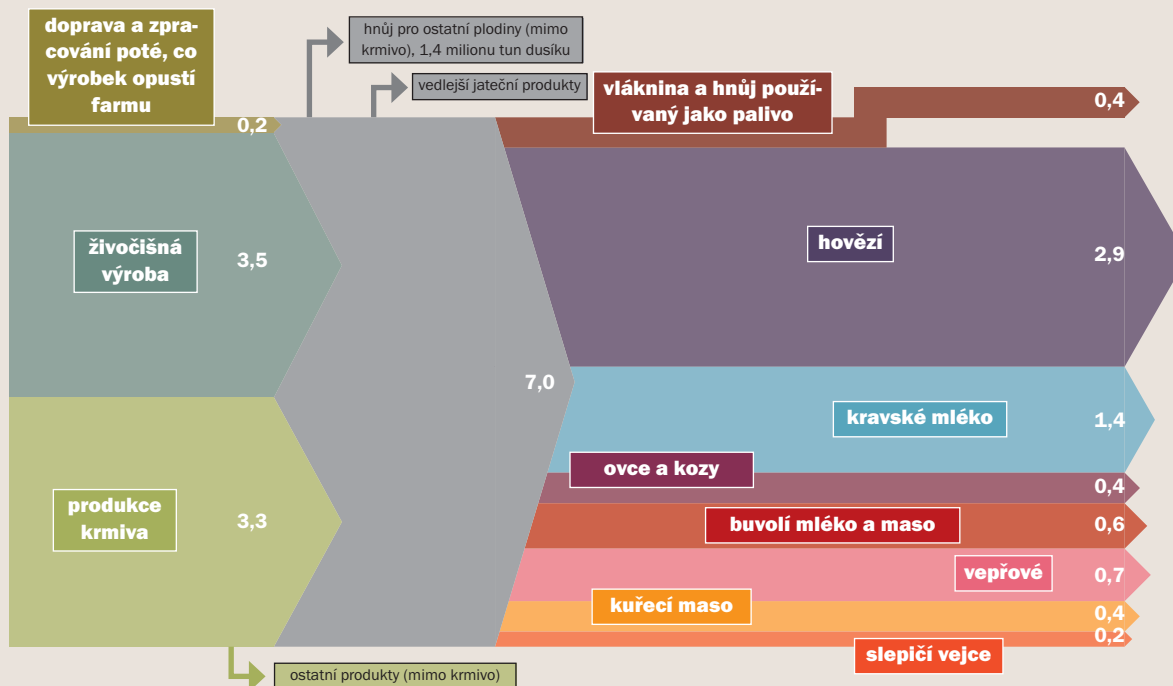 doprava a zpra-
cování poté, co
výrobek opustí
farmu
0,2
hnůj pro ostatní plodiny (mimo
krmivo), 1,4 milionu tun dusíku
vedlejší jateční produkty
živočišná
výroba
3,5
produkce
krmiva
3,3
ostatní produkty (mimo krmivo)
7,0
vláknina a hnůj použí-
vaný jako palivo
0,4
hovězí
2,9
kravské mléko
1,4
ovce a kozy
0,4
buvolí mléko a maso
0,6
vepřové
0,7
kuřecí maso
0,4
0,2
slepičí vejce